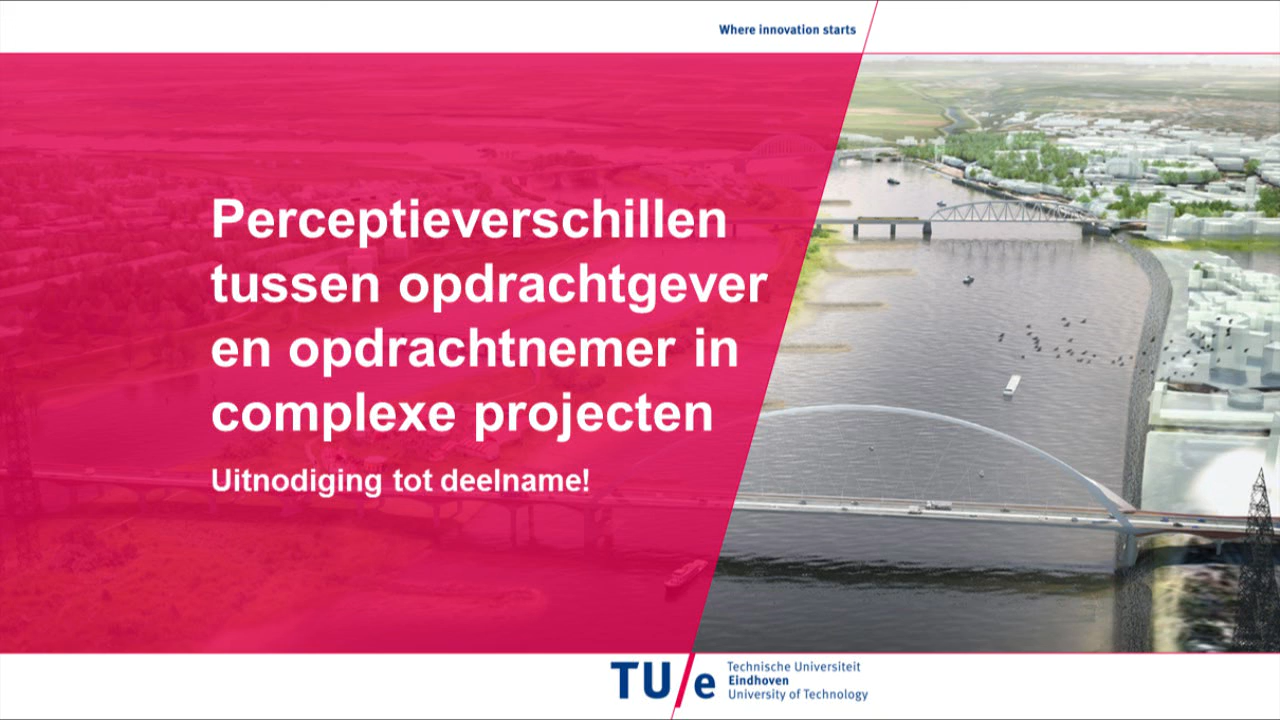 Where innovation starts
Perceptieverschillen
tussen opdrachtgever
en opdrachtnemer in
complexe projecten
Uitnodiging tot deelname!
TU/e
Technische Universiteit
Eindhoven
University of Technology